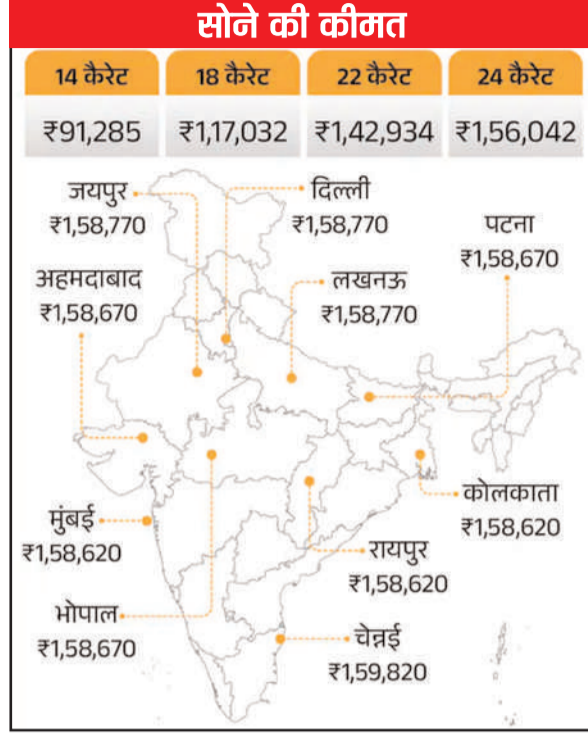 सोने की कीमत
14 कैरेट 18 कैरेट 22 कैरेट 24 कैरेट
₹91,285 ₹1,17,032 ₹1,42,934 ₹1,56,042
जयपुर
₹1,58,770
दिल्ली
₹1,58,770
पटना
₹1,58,670
अहमदाबाद
₹1,58,670
लखनऊ
₹1,58,770
कोलकाता
₹1,58,620
मुंबई
₹1,58,620
रायपुर
₹1,58,620
भोपाल
₹1,58,670
चेन्नई
₹1,59,820